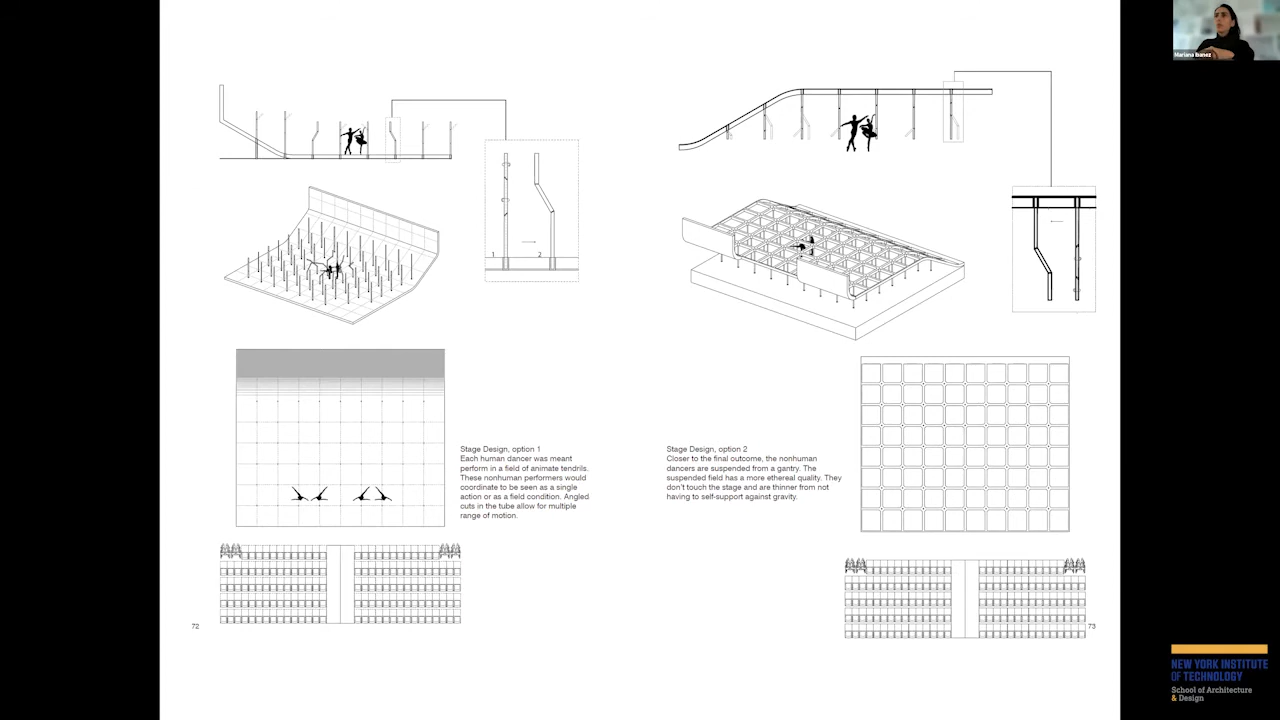 Mariana Ibanez
1
2
Stage Design, option 1
Each human dancer was meant
perform in a field of animate tendrils.
These nonhuman performers would
coordinate to be seen as a single
action or as a field condition. Angled
cuts in the tube allow for multiple
range of motion.
Stage Design, option 2
Closer to the final outcome, the nonhuman
dancers are suspended from a gantry. The
suspended field has a more ethereal quality. They
don't touch the stage and are thinner from not
having to self-support against gravity.
72
73
NEW YORK INSTITUTE
OF TECHNOLOGY
School of Architecture
& Design